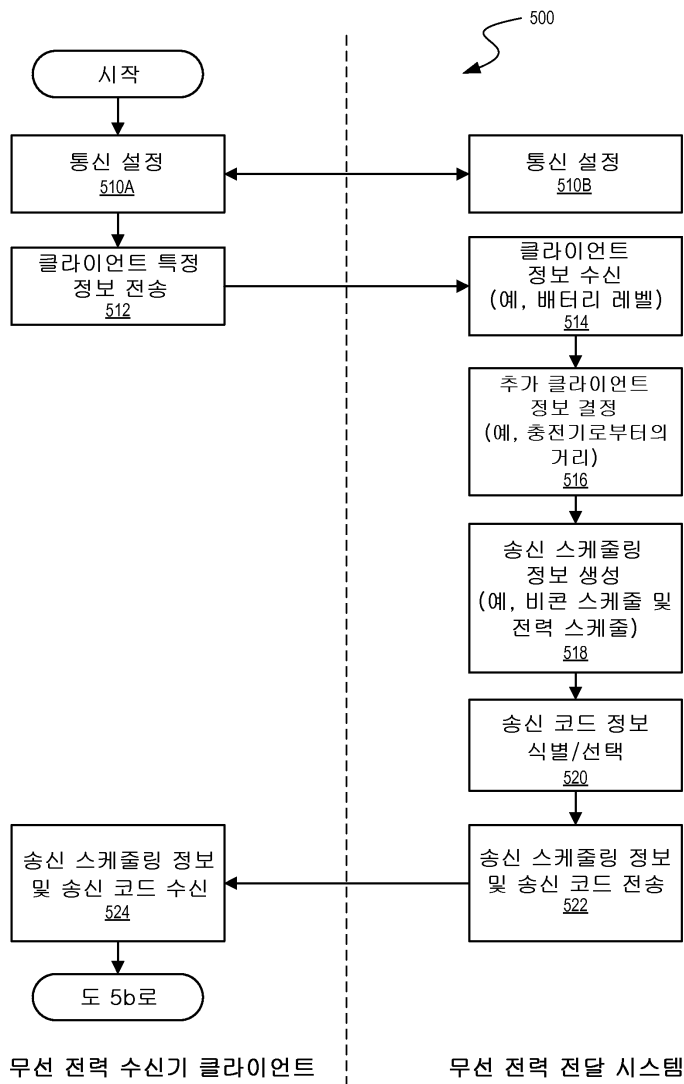 500
시작
통신 설정
510A
통신 설정
510B
클라이언트 특정
정보 전송
512
클라이언트
정보 수신
(예, 배터리 레벨)
514
추가 클라이언트
정보 결정
(예, 충전기로부터의
거리)
516
송신 스케줄링
정보 생성
(예, 비콘 스케줄 및
전력 스케줄)
518
송신 코드 정보
식별/선택
520
송신 스케줄링 정보
및 송신 코드 전송
522
송신 스케줄링 정보
및 송신 코드 수신
524
도 5b로
무선 전력 수신기 클라이언트
무선 전력 전달 시스템